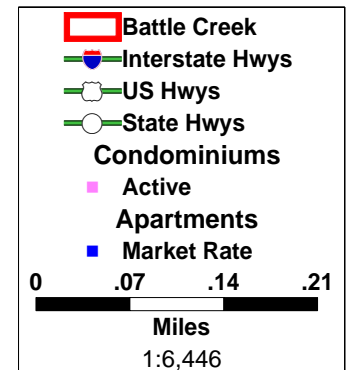 Battle Creek
Interstate Hwys
US Hwys
State Hwys
Condominiums
Active
Apartments
Market Rate
0 .07 .14 .21
Miles
1:6,446